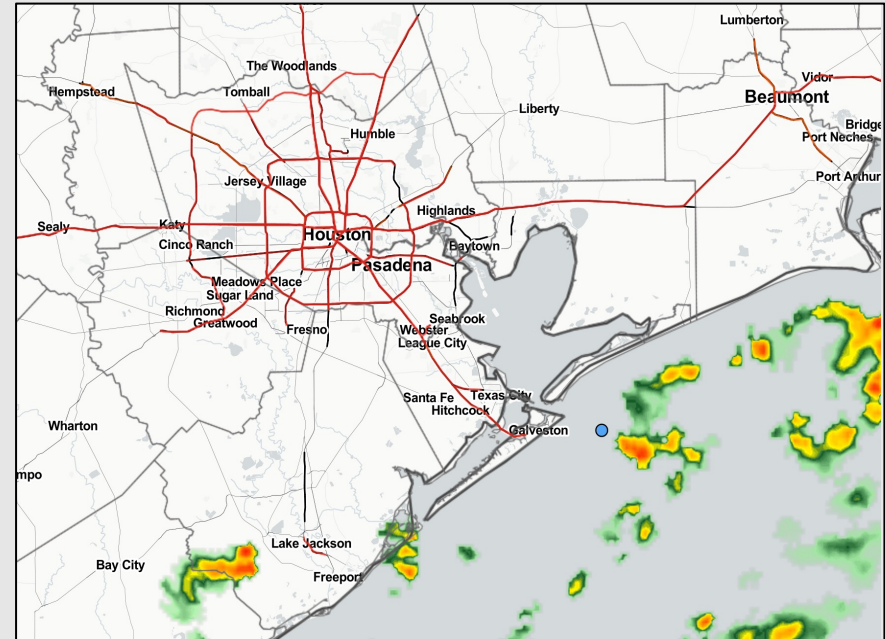 Lumberton
The Woodlands
Vidor
Hempstead
Tomball
Beaumont
Liberty
Bridge
Humble
Port Neches
Port Arthur
Jersey Village
Highlands
Sealy
Katy
Houston
Cinco Ranch
Baytown
Pasadena
Meadows Place
Sugar Land
Richmond
Greatwood
Fresno
Seabrook
Webster
League City
Santa Fe
Texas City
Hitchcock
Wharton
Galveston
mpo
Lake Jackson
Bay City
Freeport